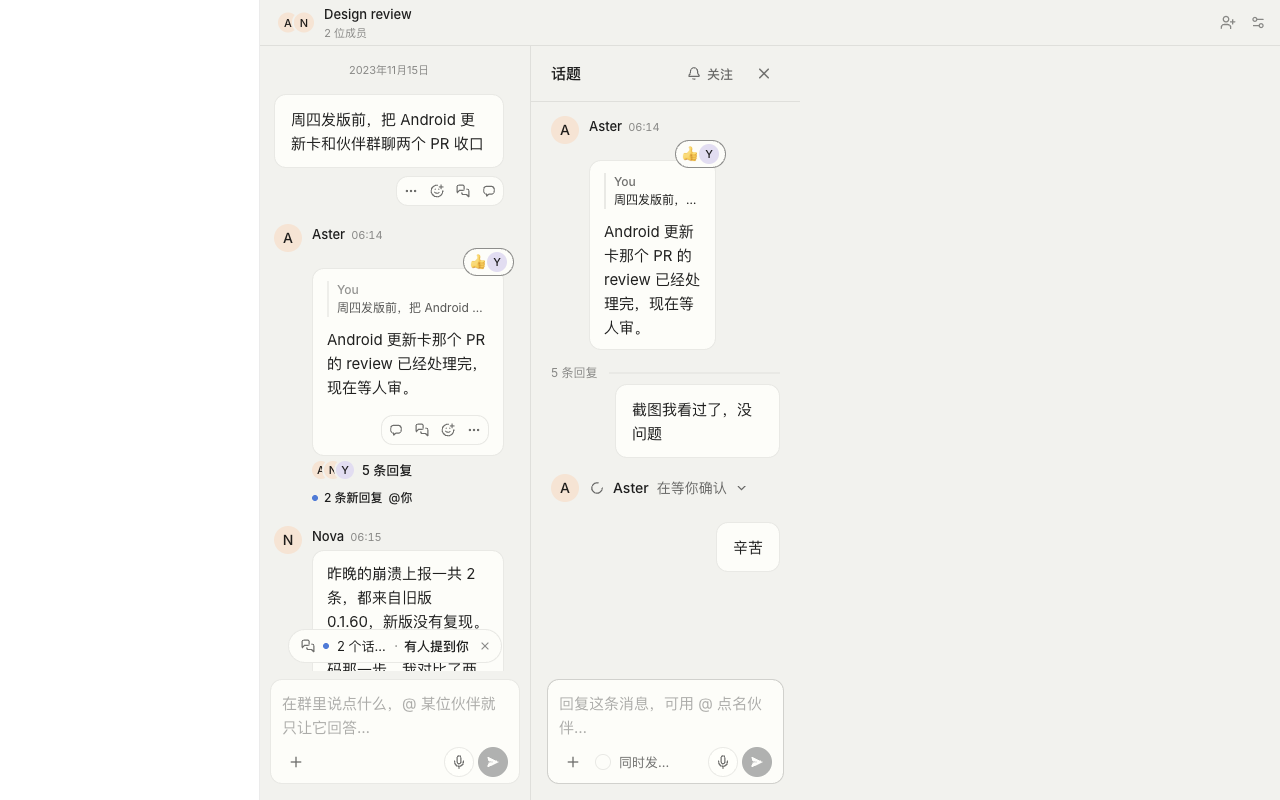 A N
Design review
2 位成员
2023年11月15日
周四发版前，把 Android 更
新卡和伙伴群聊两个 PR 收口
A
Aster 06:14
Y
You
周四发版前，把 Android ...
Android 更新卡那个 PR
的 review 已经处理完，
现在等人审。
Y 5 条回复
2 条新回复 @你
N
Nova 06:15
昨晚的崩溃上报一共 2
条，都来自旧版
0.1.60，新版没有复现。
2 个话... · 有人提到你
在群里说点什么，@ 某位伙伴就
只让它回答...
话题
关注
A
Aster 06:14
Y
You
周四发版前，...
Android 更新
卡那个 PR 的
review 已经处
理完，现在等
人审。
5 条回复
截图我看过了，没
问题
A
Aster 在等你确认
辛苦
回复这条消息，可用 @ 点名伙
伴...
同时发...